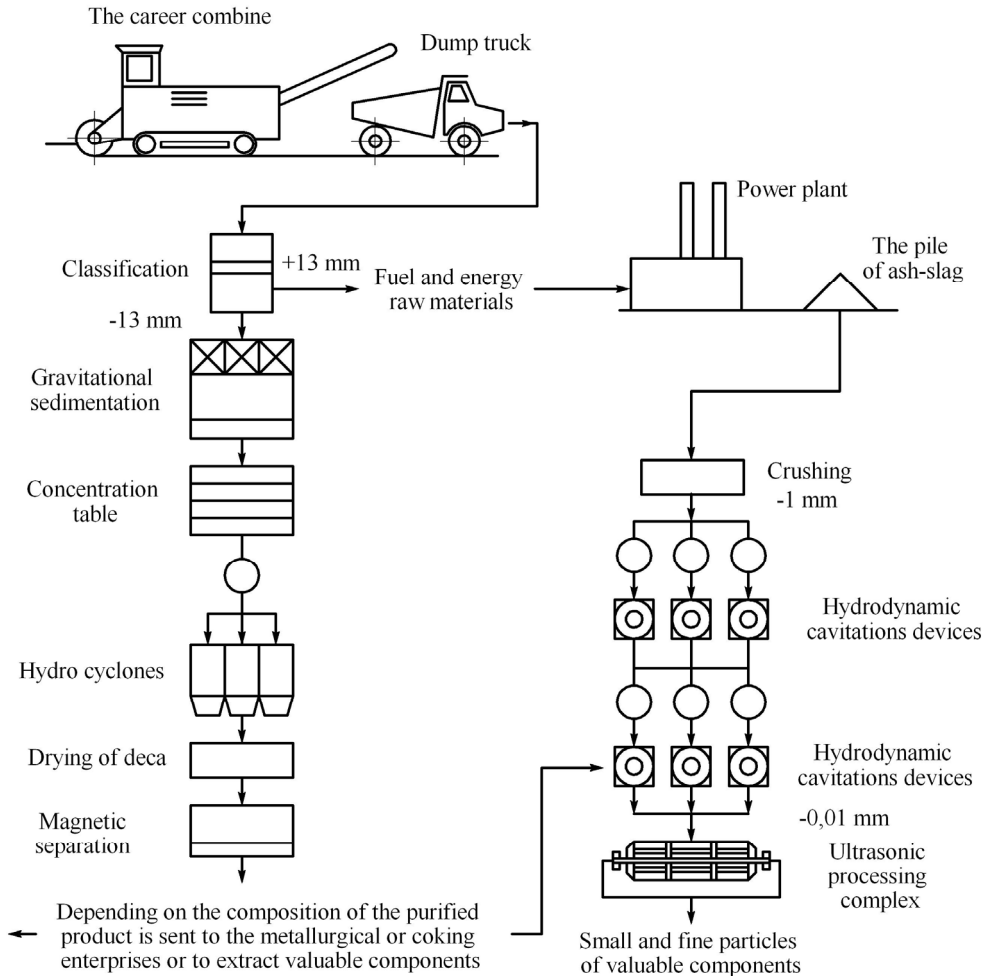 The career combine
Dump truck
Power plant
The pile
of ash-slag
Classification
+13 mm
Fuel and energy
raw materials
-13 mm
Gravitational
sedimentation
Concentration
table
Crushing
-1 mm
Hydrodynamic
cavitations devices
Hydro cyclones
Drying of deca
Hydrodynamic
cavitations devices
Magnetic
separation
-0,01 mm
Ultrasonic
processing
complex
Depending on the composition of the purified
product is sent to the metallurgical or coking
enterprises or to extract valuable components
Small and fine particles
of valuable components